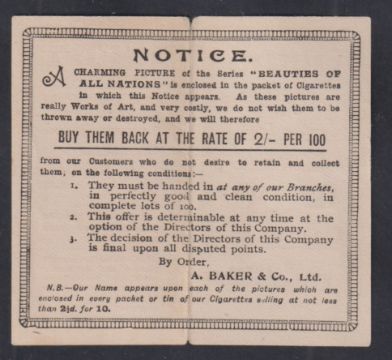 NOTICE.
A CHARMING PICTURE of the Series "BEAUTIES OF
ALL NATIONS" is enclosed in the packet of Cigarettes
in which this Notice appears. As these pictures are
really Works of Art, and very costly, we do not wish them to be
thrown away or destroyed, and we will therefore
BUY THEM BACK AT THE RATE OF 2/- PER 100
from our Customers who do not desire to retain and collect
them, on the following conditions:—
1. They must be handed in at any of our Branches,
in perfectly good and clean condition, in
complete lots of 100.
2. This offer is determinable at any time at the
option of the Directors of this Company.
3. The decision of the Directors of this Company
is final upon all disputed points.
By Order,
A. BAKER & Co., Ltd.
N.B.—Our Name appears upon each of the pictures which are
enclosed in every packet or tin of our Cigarettes selling at not less
than 2½d. for 10.